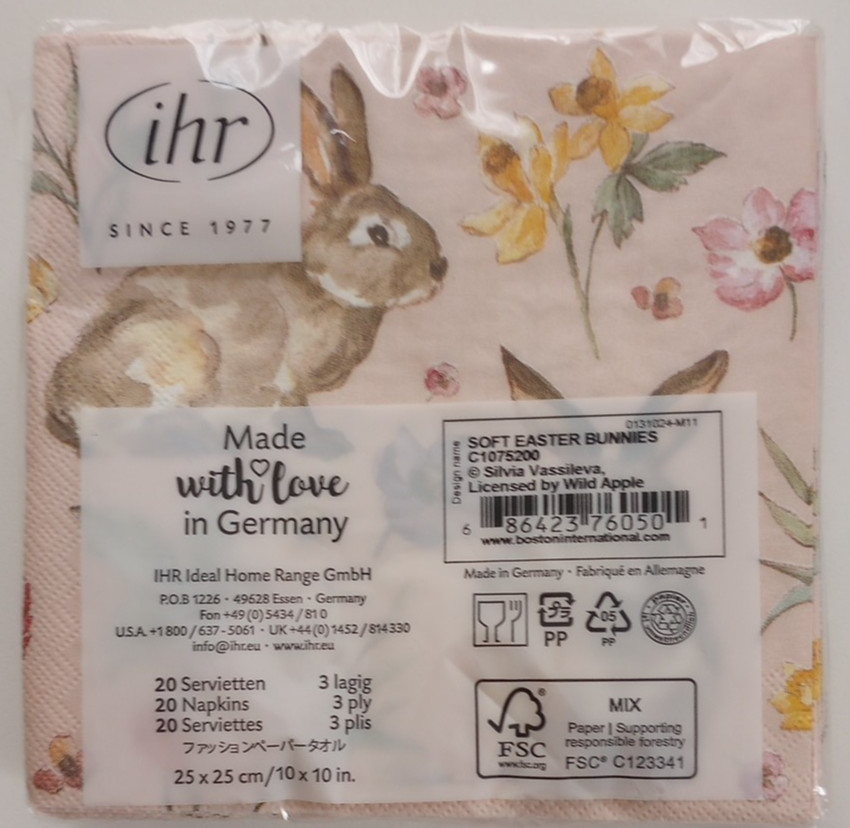 ihr
SINCE 1977
Made
with love
in Germany
IHR Ideal Home Range GmbH
P.O.B 1226 · 49628 Essen · Germany
Fon +49 (0) 5434 / 81 0
U.S.A. +1 800 / 637-5061 · UK +44 (0) 1452 / 814330
info@ihr.eu · www.ihr.eu
20 Servietten 3 lagig
20 Napkins 3 ply
20 Serviettes 3 plis
ファッションペーパータオル
25 x 25 cm/10 x 10 in.
0131024-M11
Design name
SOFT EASTER BUNNIES
C1075200
© Silvia Vassileva,
Licensed by Wild Apple
6 86423 76050 1
www.bostoninternational.com
Made in Germany · Fabriqué en Allemagne
プラ
PP
05
PP
papier
FSC®
www.fsc.org
MIX
Paper | Supporting
responsible forestry
FSC® C123341